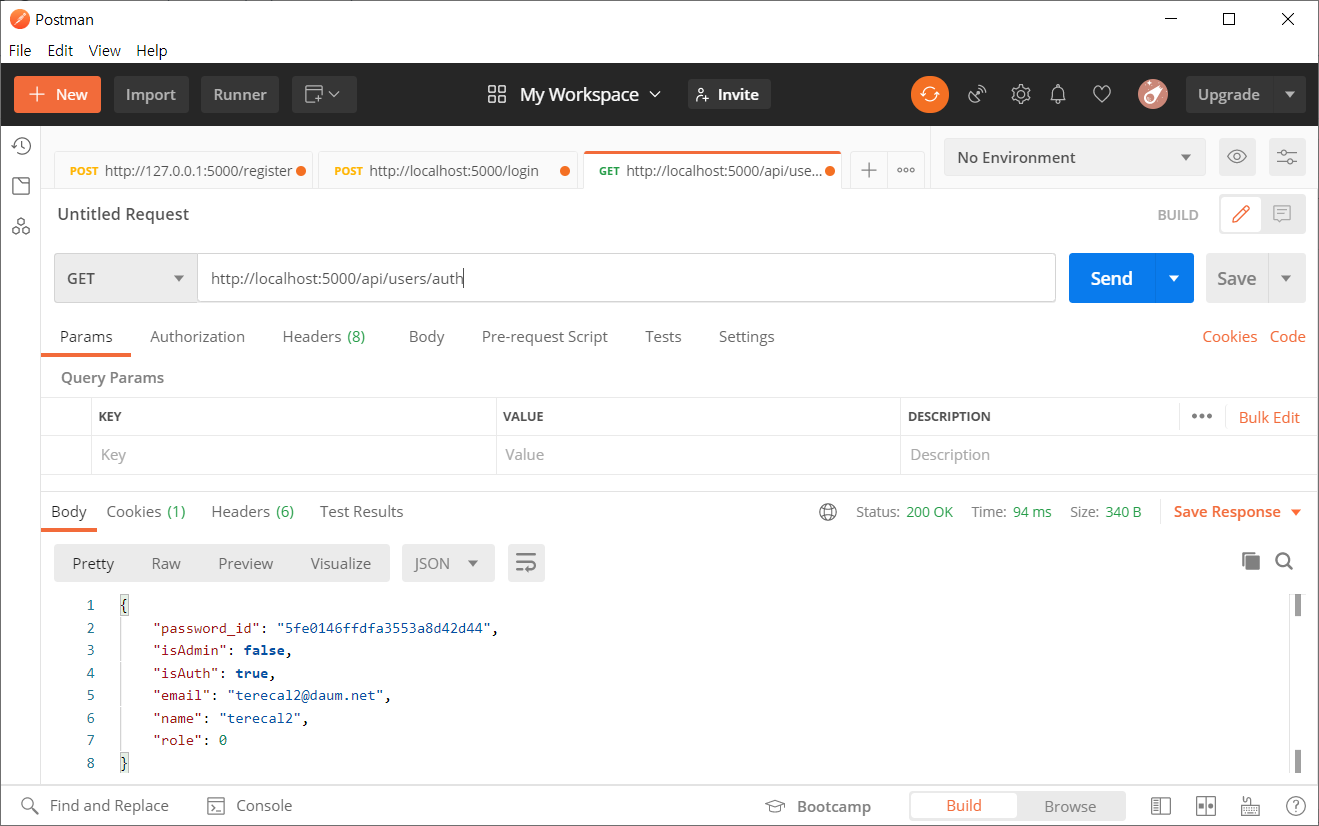 Postman
File Edit View Help
+ New Import Runner My Workspace Invite Upgrade
POST http://127.0.0.1:5000/register POST http://localhost:5000/login GET http://localhost:5000/api/use... + ooo No Environment
Untitled Request BUILD
GET http://localhost:5000/api/users/auth Send Save
Params Authorization Headers (8) Body Pre-request Script Tests Settings Cookies Code
Query Params
KEY VALUE DESCRIPTION ••• Bulk Edit
Key Value Description
Body Cookies (1) Headers (6) Test Results Status: 200 OK Time: 94 ms Size: 340 B Save Response
Pretty Raw Preview Visualize JSON
1 {
2 "password_id": "5fe0146ffdfa3553a8d42d44",
3 "isAdmin": false,
4 "isAuth": true,
5 "email": "terecal2@daum.net",
6 "name": "terecal2",
7 "role": 0
8 }
Find and Replace Console Bootcamp Build Browse ?